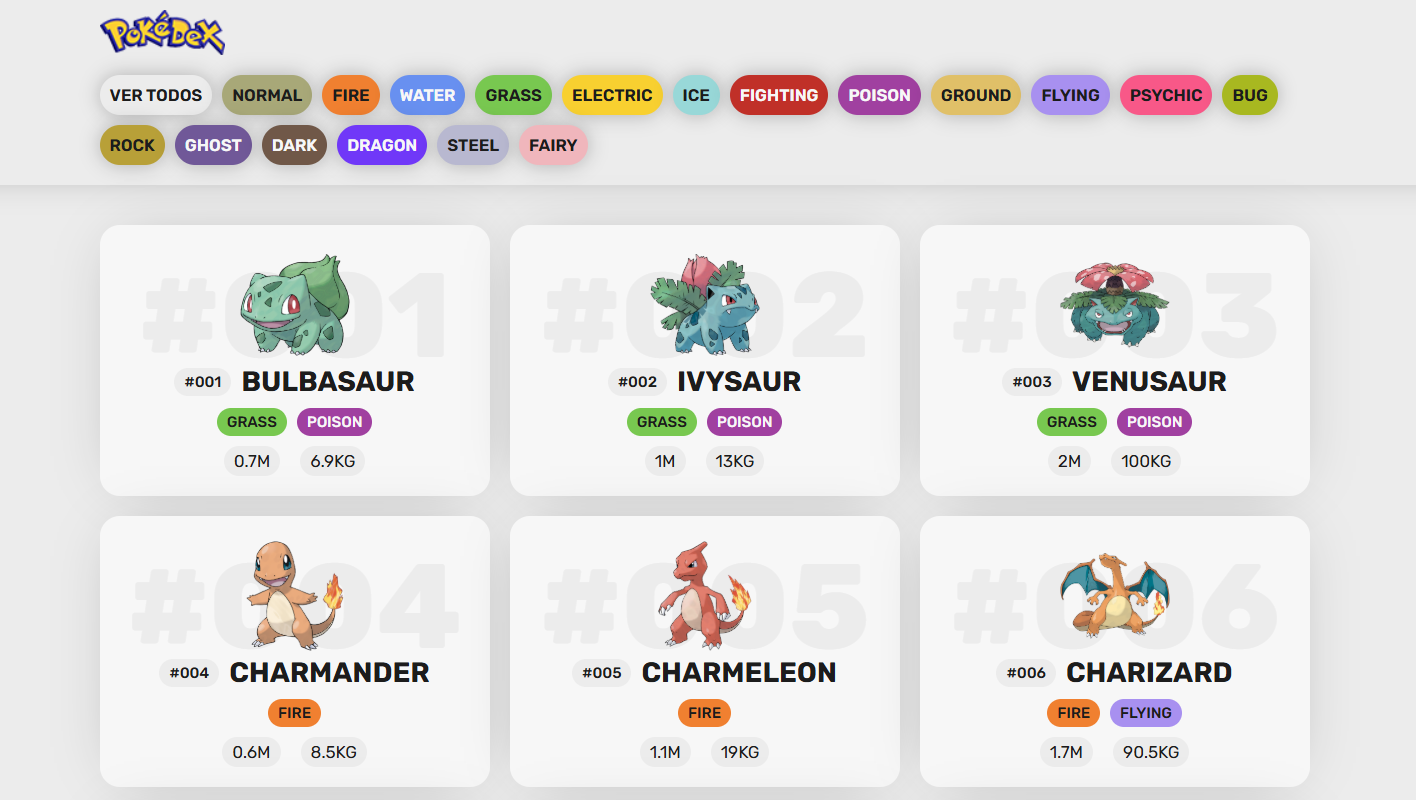 PokéDex
VER TODOS NORMAL FIRE WATER GRASS ELECTRIC ICE FIGHTING POISON GROUND FLYING PSYCHIC BUG
ROCK GHOST DARK DRAGON STEEL FAIRY
#001
#001 BULBASAUR
GRASS POISON
0.7M 6.9KG
#002
#002 IVYSAUR
GRASS POISON
1M 13KG
#003
#003 VENUSAUR
GRASS POISON
2M 100KG
#004
#004 CHARMANDER
FIRE
0.6M 8.5KG
#005
#005 CHARMELEON
FIRE
1.1M 19KG
#006
#006 CHARIZARD
FIRE FLYING
1.7M 90.5KG